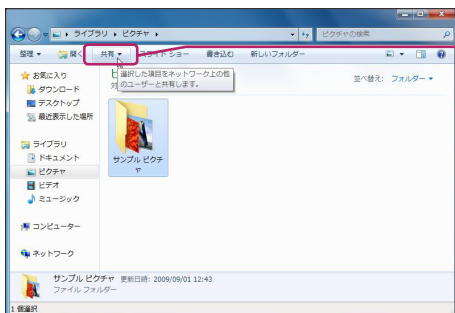 ライブラリ ▸ ピクチャ ▸
ピクチャの検索
整理 開く 共有 スライド ショー 書き込む 新しいフォルダー
選択した項目をネットワーク上の他
のユーザーと共有します。
並べ替え: フォルダー
お気に入り
ダウンロード
デスクトップ
最近表示した場所
ライブラリ
ドキュメント
ピクチャ
ビデオ
ミュージック
コンピューター
ネットワーク
サンプル ピクチ
ャ
サンプル ピクチャ 更新日時: 2009/09/01 12:43
ファイル フォルダー
1 個選択